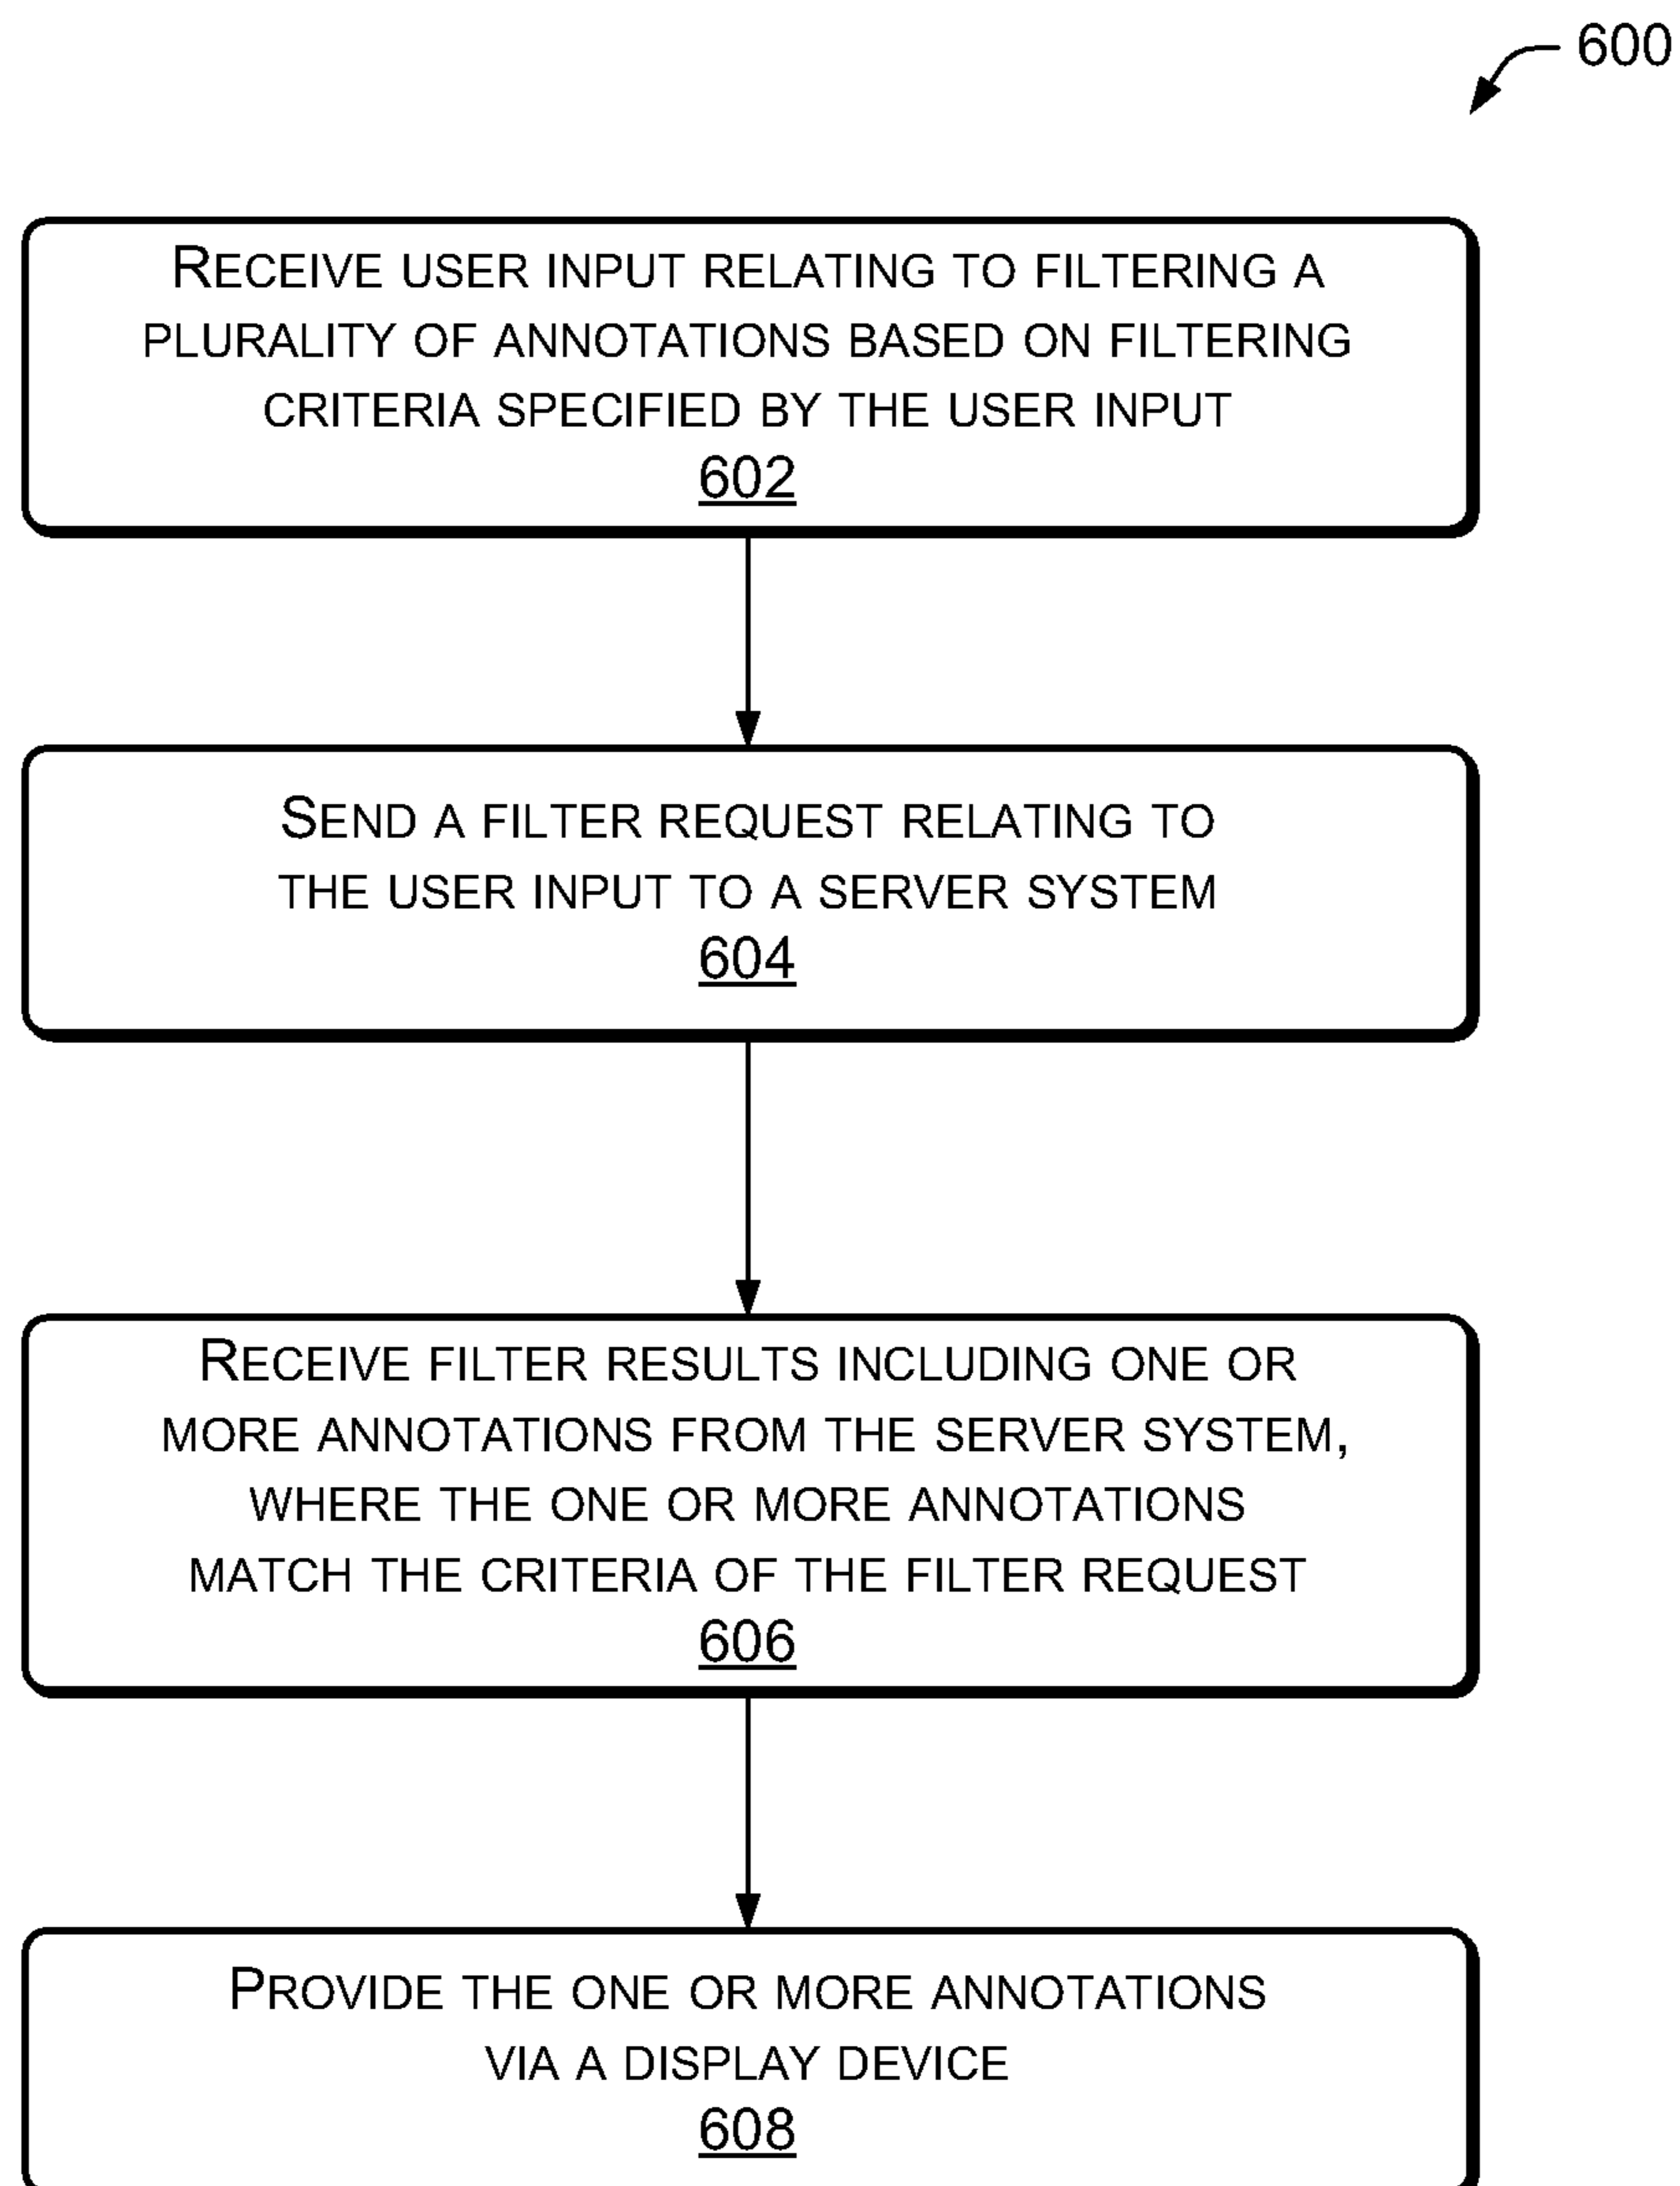 600
RECEIVE USER INPUT RELATING TO FILTERING A
PLURALITY OF ANNOTATIONS BASED ON FILTERING
CRITERIA SPECIFIED BY THE USER INPUT
602
SEND A FILTER REQUEST RELATING TO
THE USER INPUT TO A SERVER SYSTEM
604
RECEIVE FILTER RESULTS INCLUDING ONE OR
MORE ANNOTATIONS FROM THE SERVER SYSTEM,
WHERE THE ONE OR MORE ANNOTATIONS
MATCH THE CRITERIA OF THE FILTER REQUEST
606
PROVIDE THE ONE OR MORE ANNOTATIONS
VIA A DISPLAY DEVICE
608